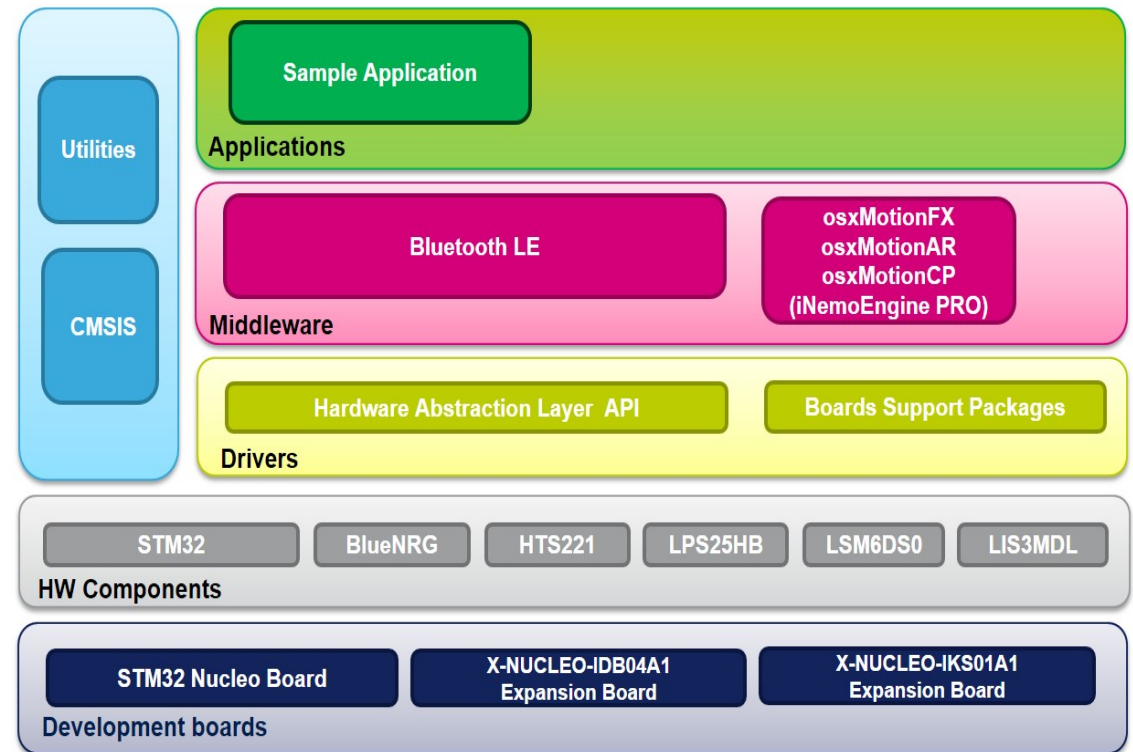 Utilities
CMSIS
Sample Application
Applications
Bluetooth LE
osxMotionFX
osxMotionAR
osxMotionCP
(iNemoEngine PRO)
Middleware
Hardware Abstraction Layer API
Boards Support Packages
Drivers
STM32
BlueNRG
HTS221
LPS25HB
LSM6DS0
LIS3MDL
HW Components
STM32 Nucleo Board
X-NUCLEO-IDB04A1
Expansion Board
X-NUCLEO-IKS01A1
Expansion Board
Development boards